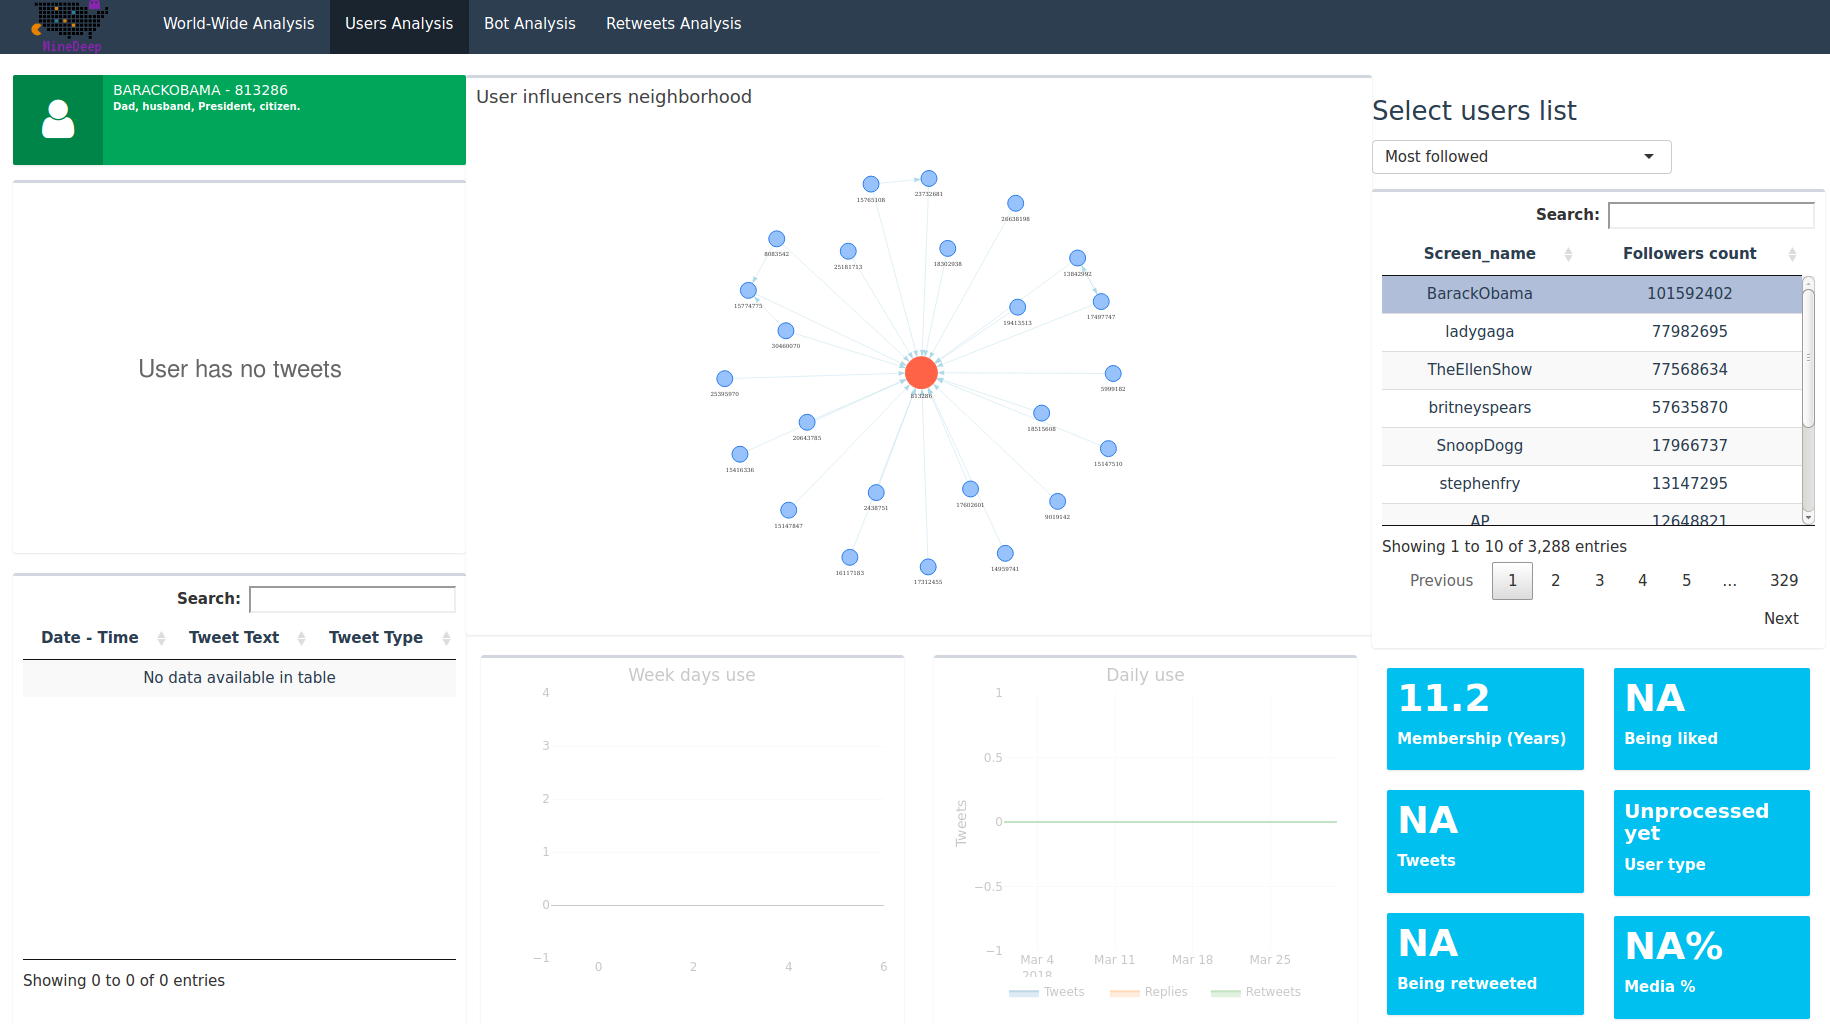 MineDeep
World-Wide Analysis
Users Analysis
Bot Analysis
Retweets Analysis
BARACKOBAMA - 813286
Dad, husband, President, citizen.
User has no tweets
Search:
Date - Time Tweet Text Tweet Type
No data available in table
Showing 0 to 0 of 0 entries
User influencers neighborhood
15765108
23732681
26638198
8083542
25181713
18302938
13842992
15774775
19413513
17497747
30460070
25395970
813286
5999182
20643785
18515608
15416336
15147510
2438751
17602601
9019142
15147847
16117183
17312455
14959741
Week days use
4
3
2
1
0
−1
0 2 4 6
Daily use
1
0.5
0
−0.5
−1
Tweets
Mar 4 Mar 11 Mar 18 Mar 25
2018
Tweets Replies Retweets
Select users list
Most followed
Search:
Screen_name Followers count
BarackObama 101592402
ladygaga 77982695
TheEllenShow 77568634
britneyspears 57635870
SnoopDogg 17966737
stephenfry 13147295
AP 12648821
Showing 1 to 10 of 3,288 entries
Previous 1 2 3 4 5 … 329
Next
11.2
Membership (Years)
NA
Being liked
NA
Tweets
Unprocessed
yet
User type
NA
Being retweeted
NA%
Media %